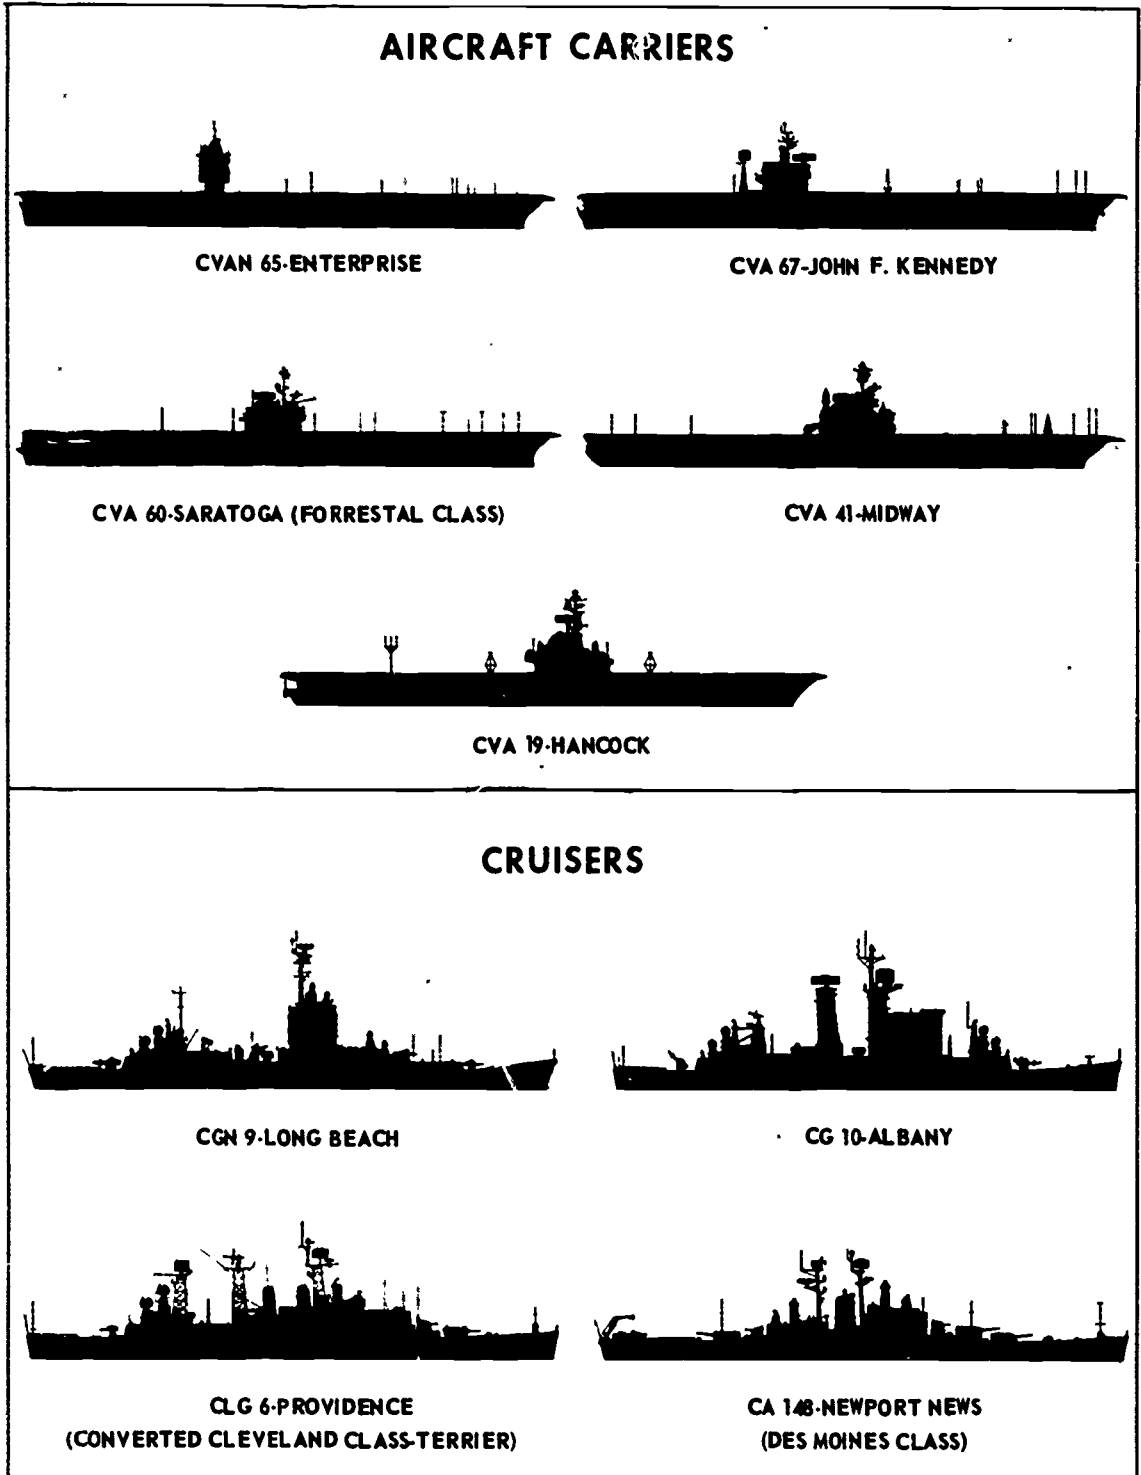 AIRCRAFT CARRIERS
CVAN 65-ENTERPRISE
CVA 67-JOHN F. KENNEDY
CVA 60-SARATOGA (FORRESTAL CLASS)
CVA 41-MIDWAY
CVA 19-HANCOCK
CRUISERS
CGN 9-LONG BEACH
CG 10-ALBANY
CLG 6-PROVIDENCE
(CONVERTED CLEVELAND CLASS-TERRIER)
CA 148-NEWPORT NEWS
(DES MOINES CLASS)